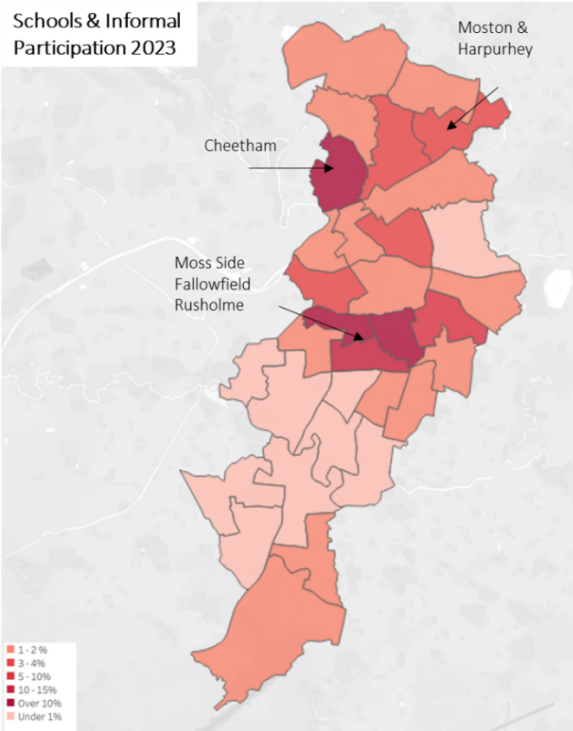 Schools & Informal
Participation 2023
Moston &
Harpurhey
Cheetham
Moss Side
Fallowfield
Rusholme
1 - 2 %
3 - 4%
5 - 10%
10 - 15%
Over 10%
Under 1%